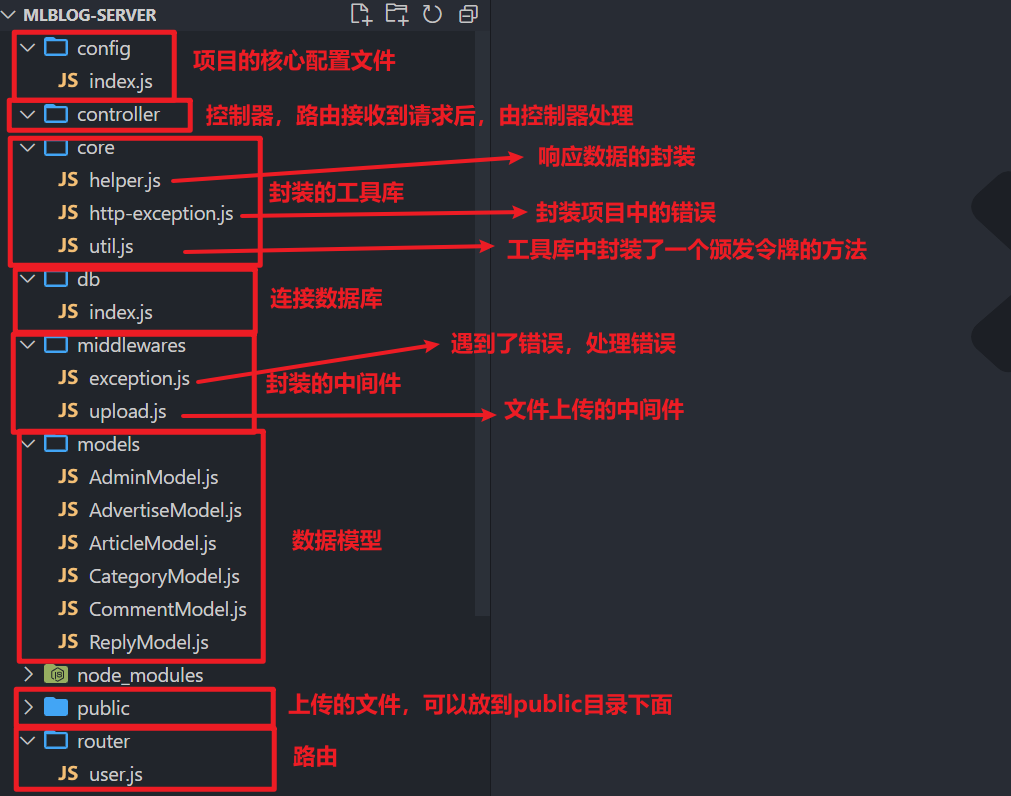 MLBLOG-SERVER
config
项目的核心配置文件
JS index.js
controller
控制器，路由接收到请求后，由控制器处理
core
响应数据的封装
JS helper.js
封装的工具库
JS http-exception.js
封装项目中的错误
JS util.js
工具库中封装了一个颁发令牌的方法
db
连接数据库
JS index.js
middlewares
遇到了错误，处理错误
JS exception.js
封装的中间件
JS upload.js
文件上传的中间件
models
JS AdminModel.js
JS AdvertiseModel.js
JS ArticleModel.js
数据模型
JS CategoryModel.js
JS CommentModel.js
JS ReplyModel.js
node_modules
public
上传的文件，可以放到public目录下面
router
路由
JS user.js